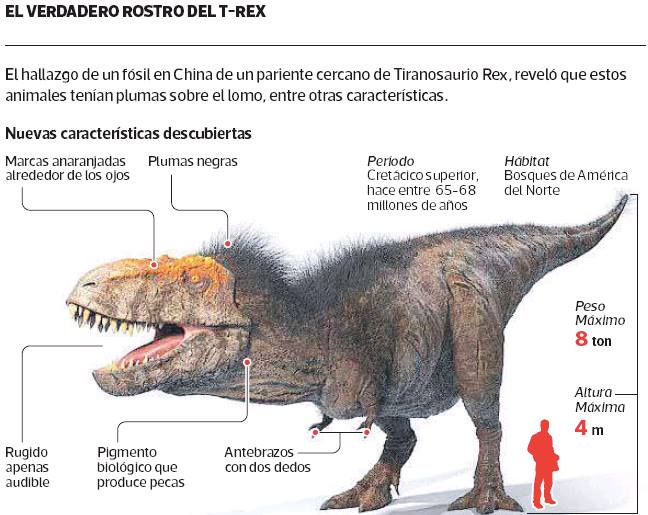 EL VERDADERO ROSTRO DEL T-REX
El hallazgo de un fósil en China de un pariente cercano de Tiranosaurio Rex, reveló que estos
animales tenían plumas sobre el lomo, entre otras características.
Nuevas características descubiertas
Marcas anaranjadas
alrededor de los ojos
Plumas negras
Período
Cretácico superior,
hace entre 65-68
millones de años
Hábitat
Bosques de América
del Norte
Peso
Máximo
8 ton
Altura
Máxima
4 m
Rugido
apenas
audible
Pigmento
biológico que
produce pecas
Antebrazos
con dos dedos